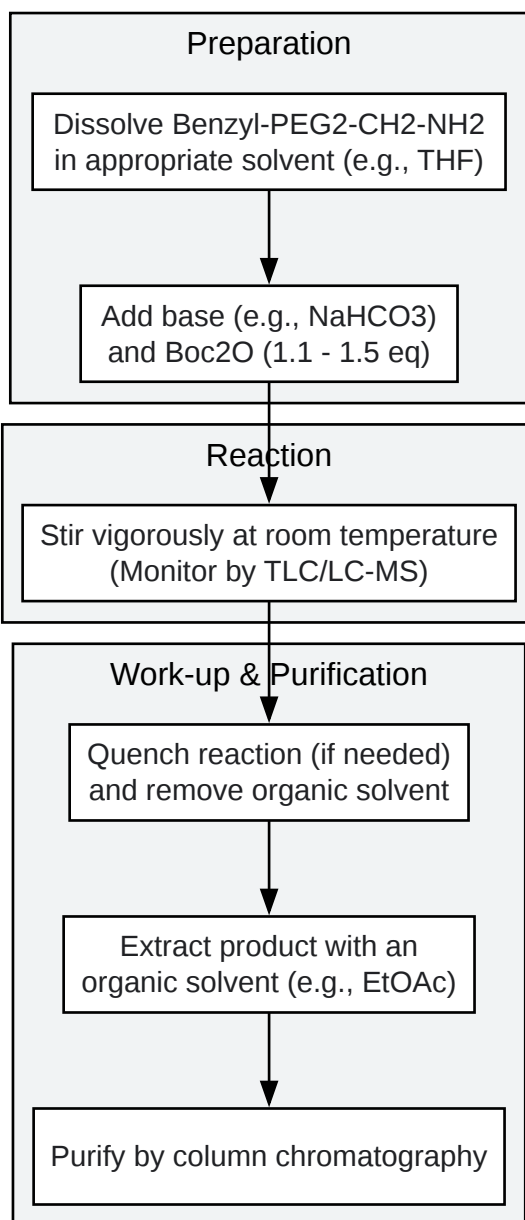 Preparation
Dissolve Benzyl-PEG2-CH2-NH2
in appropriate solvent (e.g., THF)
Add base (e.g., NaHCO3)
and Boc2O (1.1 - 1.5 eq)
Reaction
Stir vigorously at room temperature
(Monitor by TLC/LC-MS)
Work-up & Purification
Quench reaction (if needed)
and remove organic solvent
Extract product with an
organic solvent (e.g., EtOAc)
Purify by column chromatography